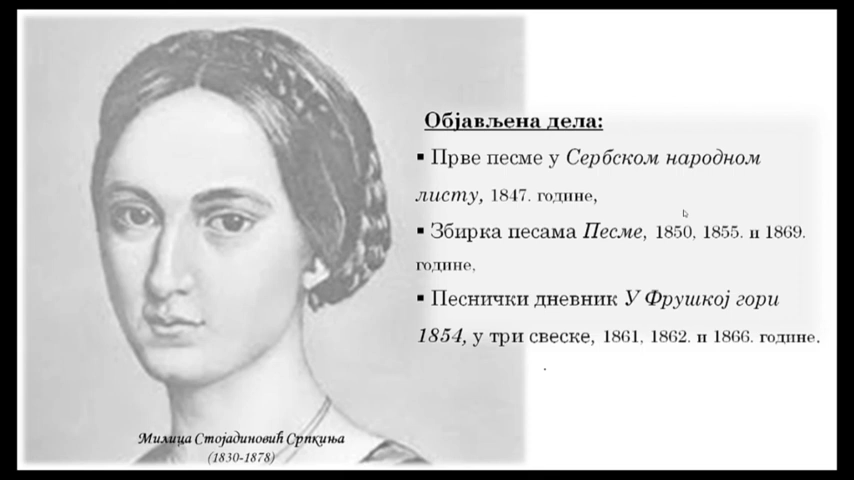 Објављена дела:
▪ Прве песме у Сербском народном
листу, 1847. године,
▪ Збирка песама Песме, 1850, 1855. и 1869.
године,
▪ Песнички дневник У Фрушкој гори
1854, у три свеске, 1861, 1862. и 1866. године.
.
Милица Стојадиновић Српкиња
(1830-1878)